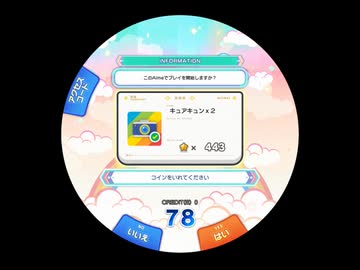 INFORMATION
このAimeでプレイを開始しますか？
キュアキュンｘ２
× 443
アクセス
コード
コインをいれてください
CREDIT(S) 0
78
いいえ
はい